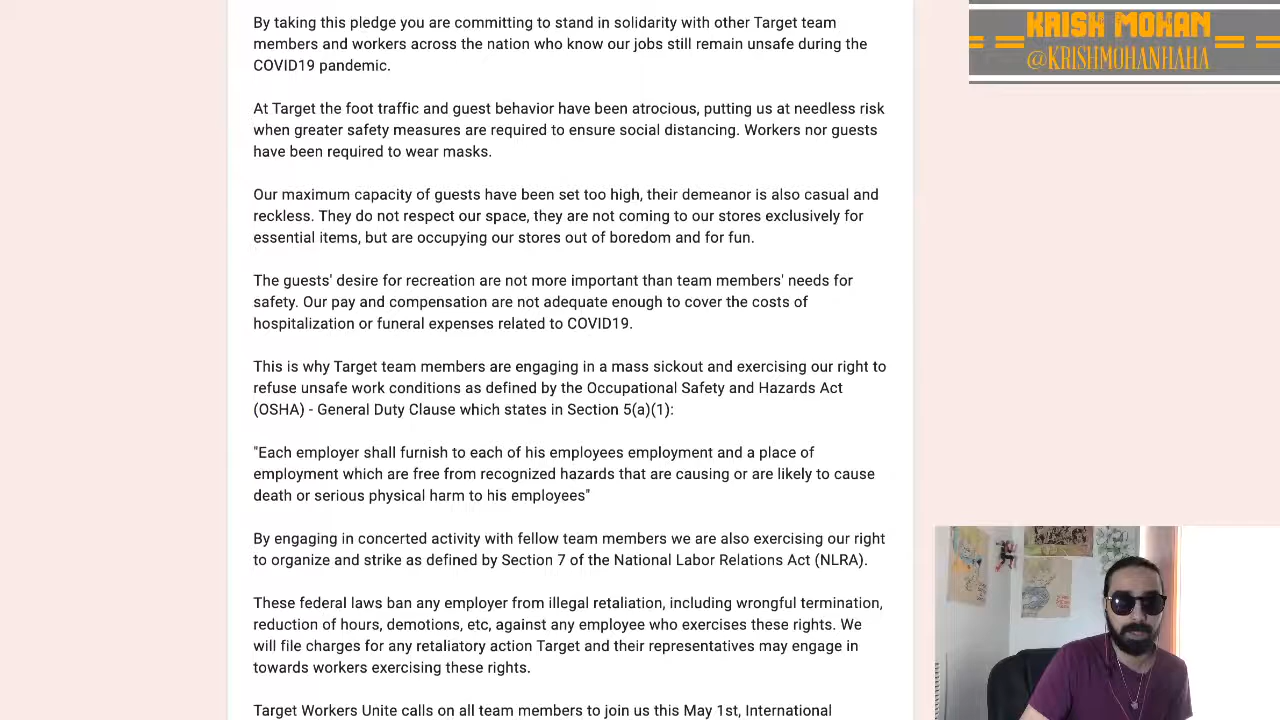 By taking this pledge you are committing to stand in solidarity with other Target team
members and workers across the nation who know our jobs still remain unsafe during the
COVID19 pandemic.
At Target the foot traffic and guest behavior have been atrocious, putting us at needless risk
when greater safety measures are required to ensure social distancing. Workers nor guests
have been required to wear masks.
Our maximum capacity of guests have been set too high, their demeanor is also casual and
reckless. They do not respect our space, they are not coming to our stores exclusively for
essential items, but are occupying our stores out of boredom and for fun.
The guests' desire for recreation are not more important than team members' needs for
safety. Our pay and compensation are not adequate enough to cover the costs of
hospitalization or funeral expenses related to COVID19.
This is why Target team members are engaging in a mass sickout and exercising our right to
refuse unsafe work conditions as defined by the Occupational Safety and Hazards Act
(OSHA) - General Duty Clause which states in Section 5(a)(1):
"Each employer shall furnish to each of his employees employment and a place of
employment which are free from recognized hazards that are causing or are likely to cause
death or serious physical harm to his employees"
By engaging in concerted activity with fellow team members we are also exercising our right
to organize and strike as defined by Section 7 of the National Labor Relations Act (NLRA).
These federal laws ban any employer from illegal retaliation, including wrongful termination,
reduction of hours, demotions, etc, against any employee who exercises these rights. We
will file charges for any retaliatory action Target and their representatives may engage in
towards workers exercising these rights.
Target Workers Unite calls on all team members to join us this May 1st, International
KRISH MOHAN
@KRISHMOHANHAHA